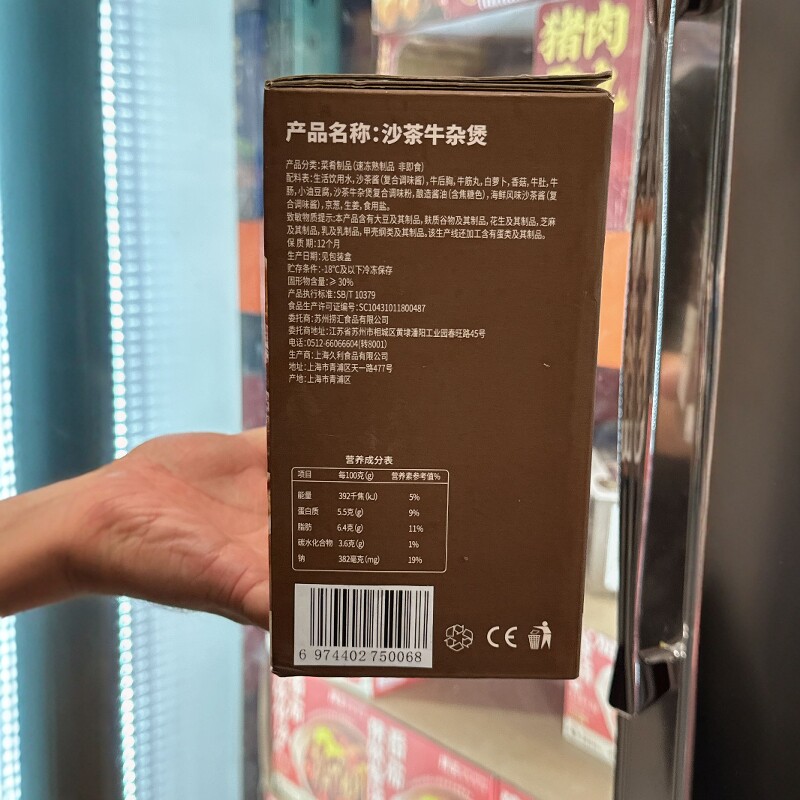 猪肉
产品名称:沙茶牛杂煲
产品分类:菜肴制品(速冻熟制品 非即食)
配料表:生活饮用水,沙茶酱(复合调味酱),牛后胸,牛筋丸,白萝卜,香菇,牛肚,牛
肠,小油豆腐,沙茶牛杂煲复合调味粉,酿造酱油(含焦糖色),海鲜风味沙茶酱(复
合调味酱),京葱,生姜,食用盐。
致敏物质提示:本产品含有大豆及其制品,麸质谷物及其制品,花生及其制品,芝麻
及其制品,乳及乳制品,甲壳纲类及其制品。该生产线还加工含有蛋类及其制品。
保质期:12个月
生产日期:见包装盒
贮存条件:-18℃及以下冷冻保存
固形物含量:≥30%
产品执行标准:SB/T 10379
食品生产许可证编号:SC10431011800487
委托商:苏州捞汇食品有限公司
委托商地址:江苏省苏州市相城区黄埭潘阳工业园春旺路45号
电话:0512-66066604(转8001)
生产商:上海久利食品有限公司
地址:上海市青浦区天一路477号
产地:上海市青浦区
营养成分表
项目 每100克(g) 营养素参考值%
能量 392千焦(kJ) 5%
蛋白质 5.5克(g) 9%
脂肪 6.4克(g) 11%
碳水化合物 3.6克(g) 1%
钠 382毫克(mg) 19%
6 974402 750068
CE